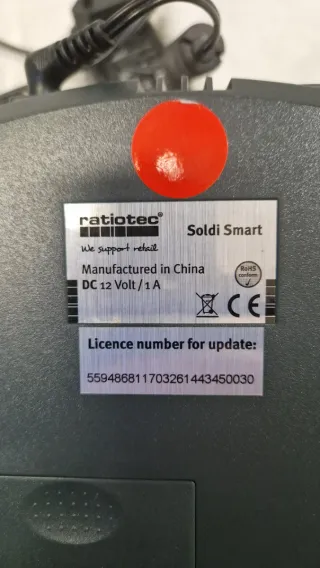 ratiotec®
Soldi Smart
We support retail
Manufactured in China
DC 12 Volt / 1 A
RoHS
conform
CE
Licence number for update:
559486811703261443450030